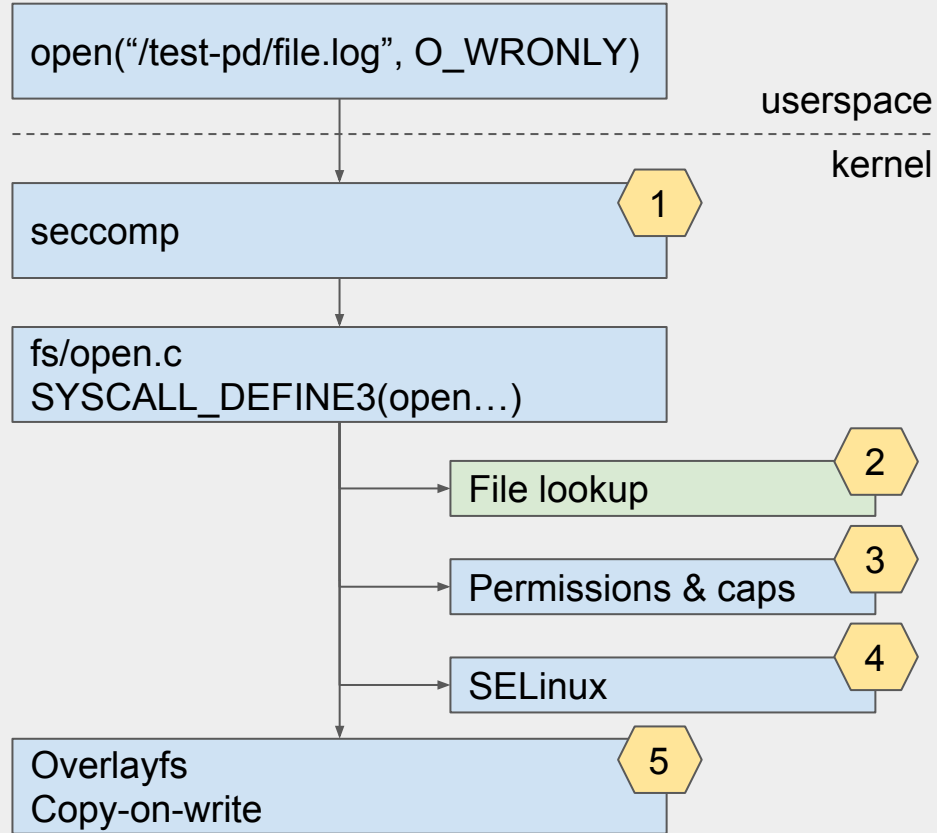 open(“/test-pd/file.log”, O_WRONLY)
userspace
kernel
1
seccomp
fs/open.c
SYSCALL_DEFINE3(open…)
2
File lookup
3
Permissions & caps
4
SELinux
5
Overlayfs
Copy-on-write